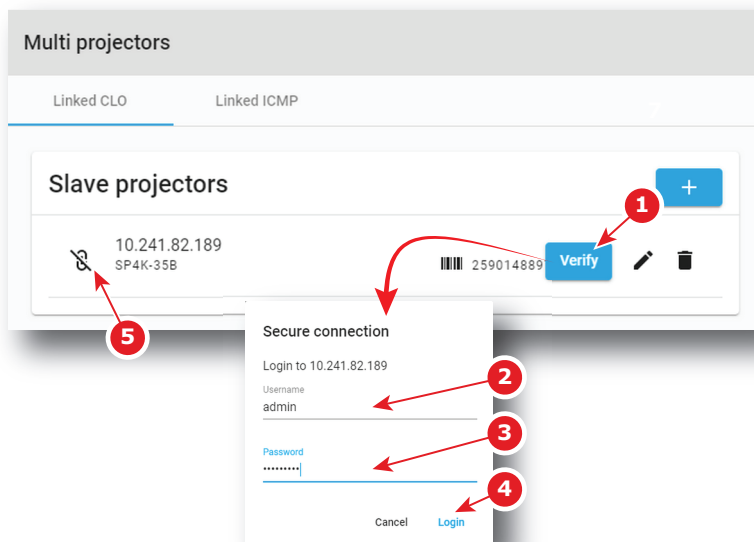 Multi projectors
Linked CLO Linked ICMP
Slave projectors
+
1
10.241.82.189
SP4K-35B
259014889
Verify
5
Secure connection
Login to 10.241.82.189
Username
admin
2
Password
•••••••••
3
4
Cancel Login